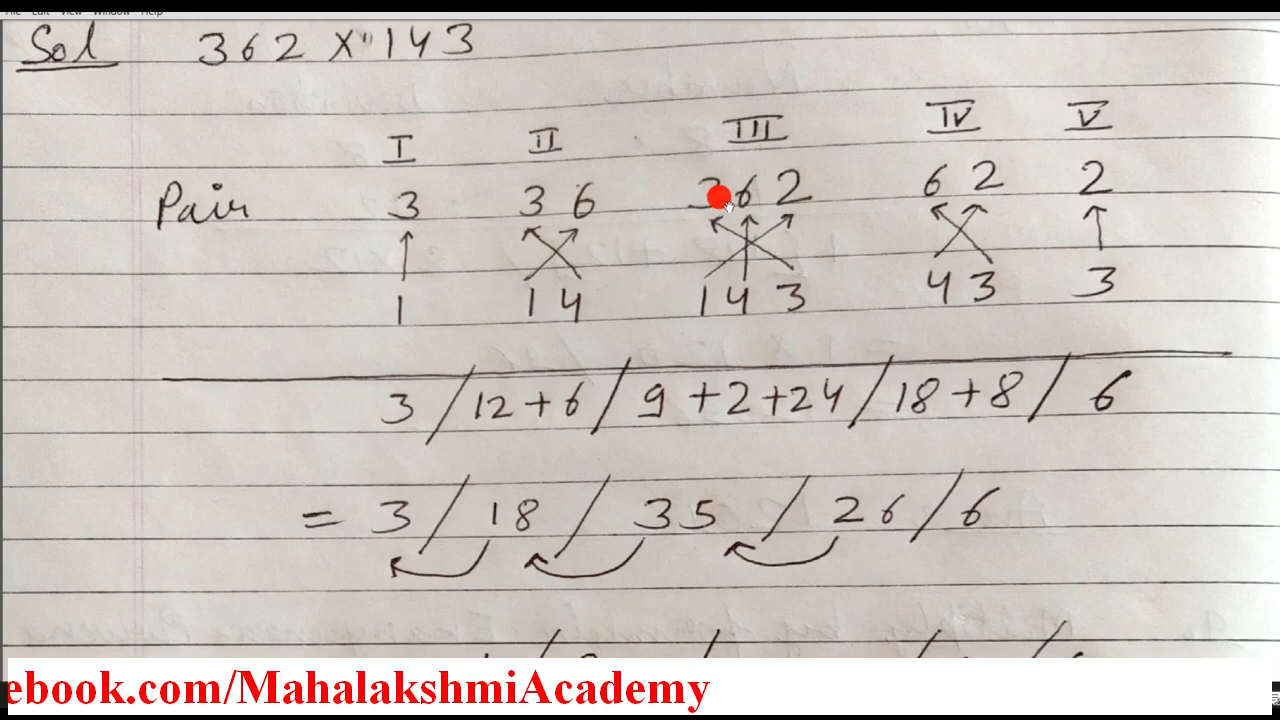 Sol 362 × 143
I II III IV V
Pair 3 36 362 62 2
1 14 143 43 3
3 / 12 + 6 / 9 + 2 + 24 / 18 + 8 / 6
= 3 / 18 / 35 / 26 / 6
ebook.com/MahalakshmiAcademy